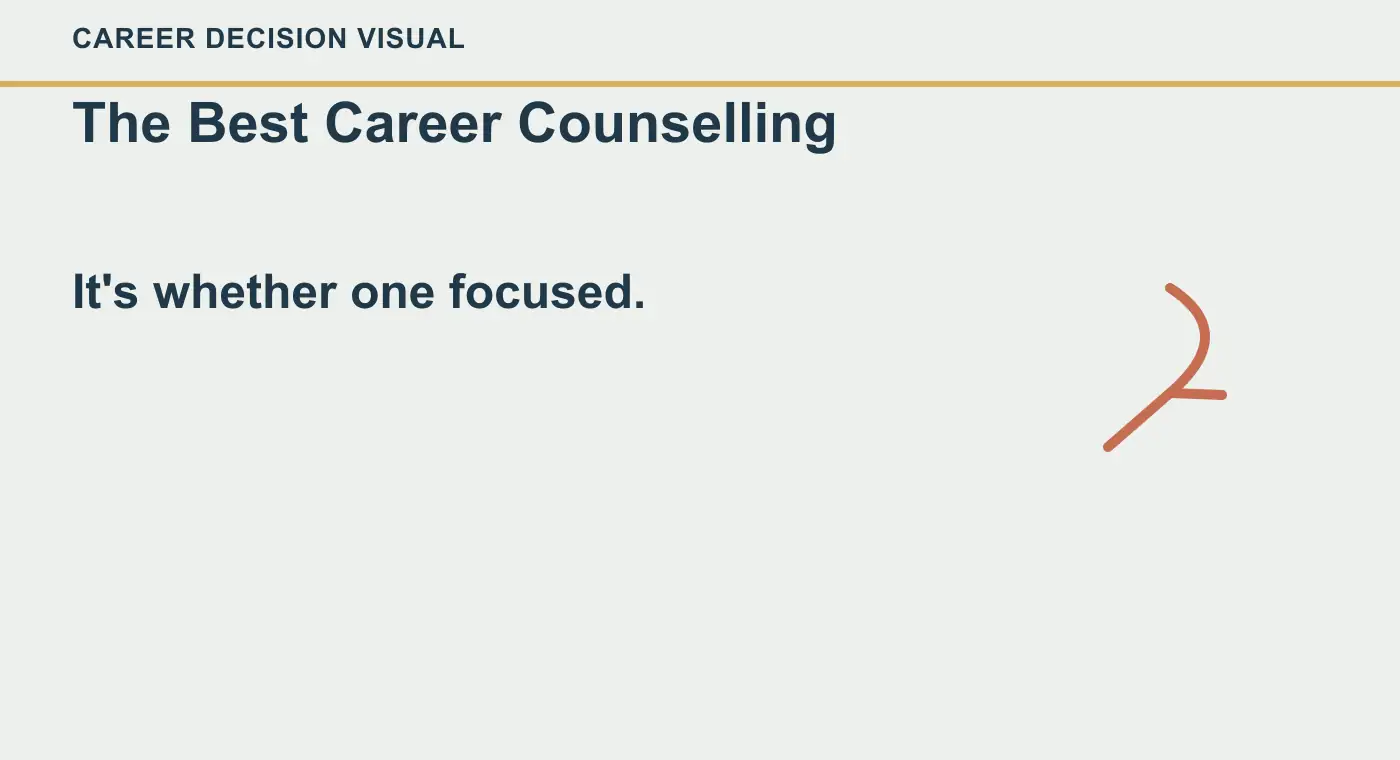 CAREER DECISION VISUAL
The Best Career Counselling
It's whether one focused.